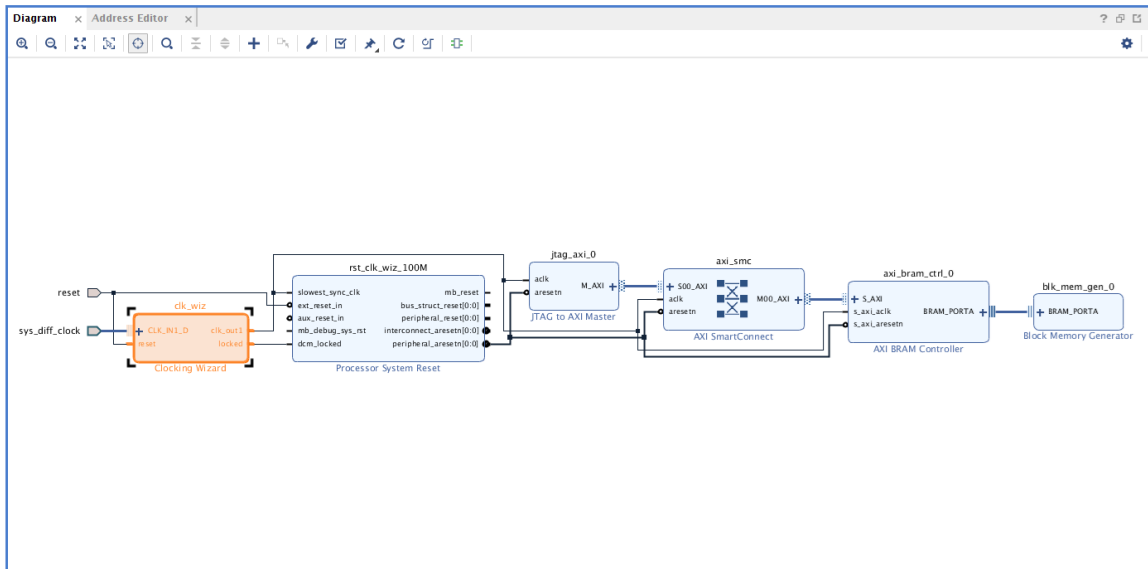 Diagram × Address Editor × ?
reset
sys_diff_clock
clk_wiz
CLK_IN1_D clk_out1
reset locked
Clocking Wizard
rst_clk_wiz_100M
slowest_sync_clk mb_reset
ext_reset_in bus_struct_reset[0:0]
aux_reset_in peripheral_reset[0:0]
mb_debug_sys_rst interconnect_aresetn[0:0]
dcm_locked peripheral_aresetn[0:0]
Processor System Reset
jtag_axi_0
aclk M_AXI
aresetn
JTAG to AXI Master
axi_smc
S00_AXI
aclk M00_AXI
aresetn
AXI SmartConnect
axi_bram_ctrl_0
S_AXI
s_axi_aclk BRAM_PORTA
s_axi_aresetn
AXI BRAM Controller
blk_mem_gen_0
BRAM_PORTA
Block Memory Generator